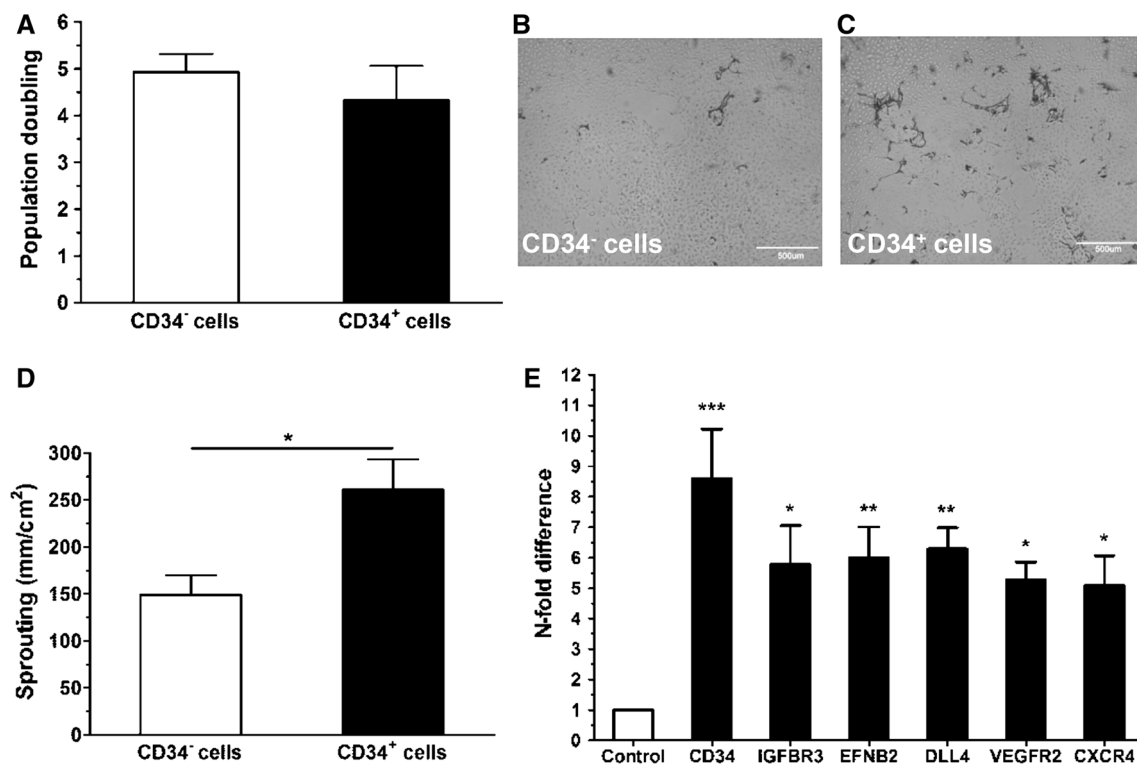 A
Population doubling
6
5
4
3
2
1
0
CD34⁻ cells
CD34⁺ cells
B
CD34⁻ cells
500um
C
CD34⁺ cells
500um
D
*
Sprouting (mm/cm²)
300
250
200
150
100
50
0
CD34⁻ cells
CD34⁺ cells
E
N-fold difference
12
11
10
9
8
7
6
5
4
3
2
1
0
***
*
**
**
*
*
Control
CD34
IGFBR3
EFNB2
DLL4
VEGFR2
CXCR4